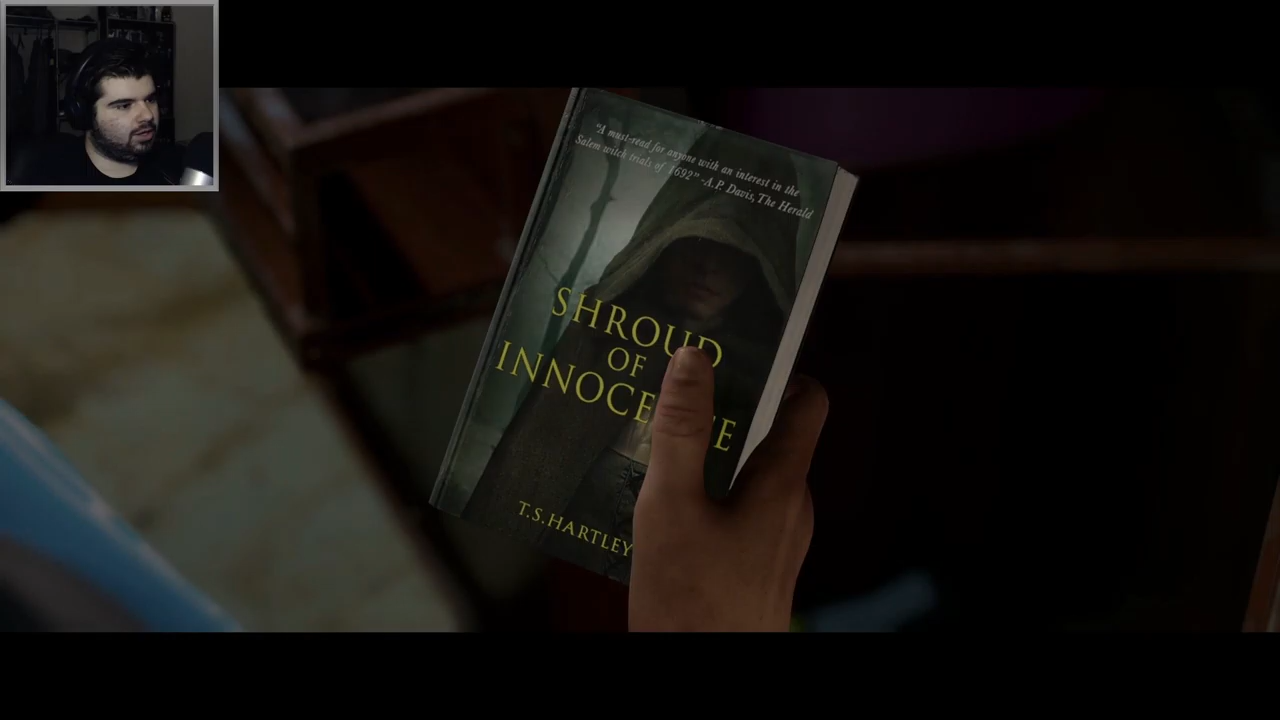 "A must-read for anyone with an interest in the
Salem witch trials of 1692" -A.P. Davis, The Herald
SHROUD
OF
INNOCE E
T.S.HARTLEY